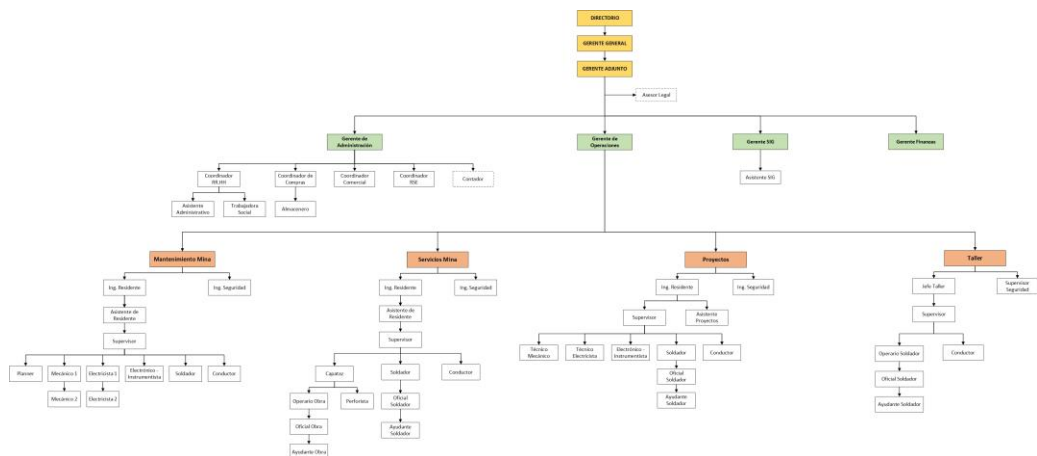 DIRECTORIO
GERENTE GENERAL
GERENTE ADJUNTO
Asesor Legal
Gerente de
Administración
Gerente de
Operaciones
Gerente SIG
Gerente Finanzas
Coordinador
RR.HH
Coordinador de
Compras
Coordinador
Comercial
Coordinador
Contador
Asistente SIG
Asistente
Administrativo
Trabajadora
Social
Almacenero
Mantenimiento Mina
Servicios Mina
Proyectos
Taller
Ing. Residente
Ing. Seguridad
Ing. Residente
Ing. Seguridad
Ing. Residente
Ing. Seguridad
Jefe Taller
Supervisor
Seguridad
Asistente de
Residente
Asistente de
Residente
Supervisor
Asistente
Proyectos
Supervisor
Supervisor
Supervisor
Planner
Mecánico 1
Electricista 1
Electrónico -
Instrumentista
Soldador
Conductor
Capataz
Soldador
Conductor
Técnico
Mecánico
Técnico
Electricista
Electrónico -
Instrumentista
Soldador
Conductor
Operario Soldador
Conductor
Mecánico 2
Electricista 2
Operario Obra
Perforista
Oficial
Soldador
Oficial
Soldador
Oficial Soldador
Oficial Obra
Ayudante
Soldador
Ayudante
Soldador
Ayudante Soldador
Ayudante Obra